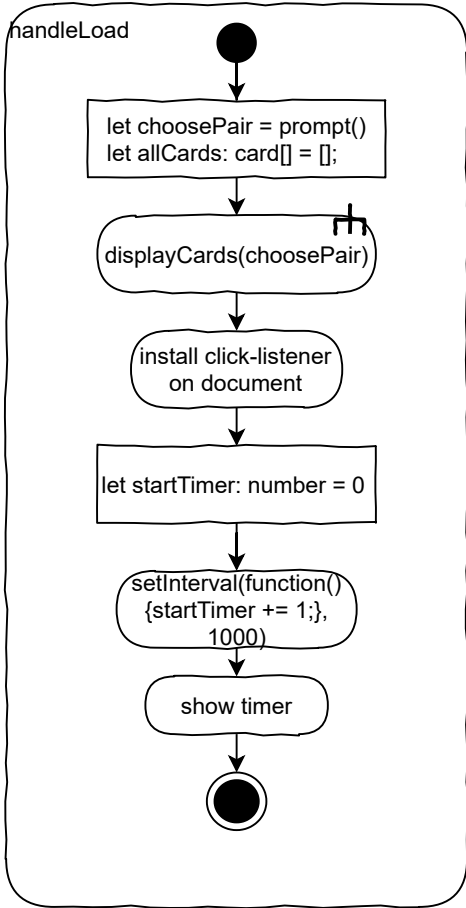 handleLoad
let choosePair = prompt()
let allCards: card[] = [];
displayCards(choosePair)
install click-listener
on document
let startTimer: number = 0
setInterval(function()
{startTimer += 1;},
1000)
show timer